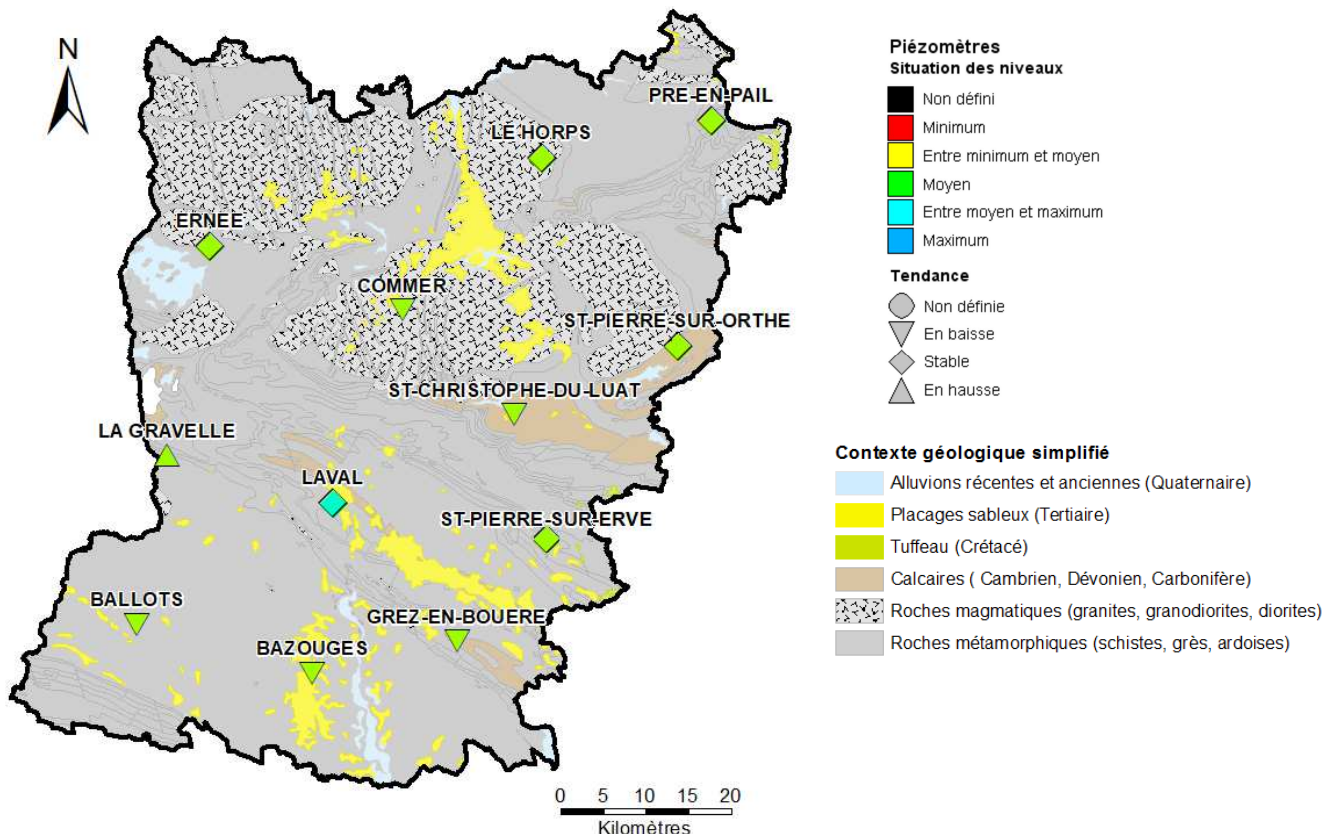 N
PRE-EN-PAIL
LE HORPS
ERNEE
COMMER
ST-PIERRE-SUR-ORTHE
ST-CHRISTOPHE-DU-LUAT
LA GRAVELLE
LAVAL
ST-PIERRE-SUR-ERVE
BALLOTS
GREZ-EN-BOUERE
BAZOUGES
0 5 10 15 20
Kilomètres
Piézomètres
Situation des niveaux
Non défini
Minimum
Entre minimum et moyen
Moyen
Entre moyen et maximum
Maximum
Tendance
Non définie
En baisse
Stable
En hausse
Contexte géologique simplifié
Alluvions récentes et anciennes (Quaternaire)
Placages sableux (Tertiaire)
Tuffeau (Crétacé)
Calcaires ( Cambrien, Dévonien, Carbonifère)
Roches magmatiques (granites, granodiorites, diorites)
Roches métamorphiques (schistes, grès, ardoises)